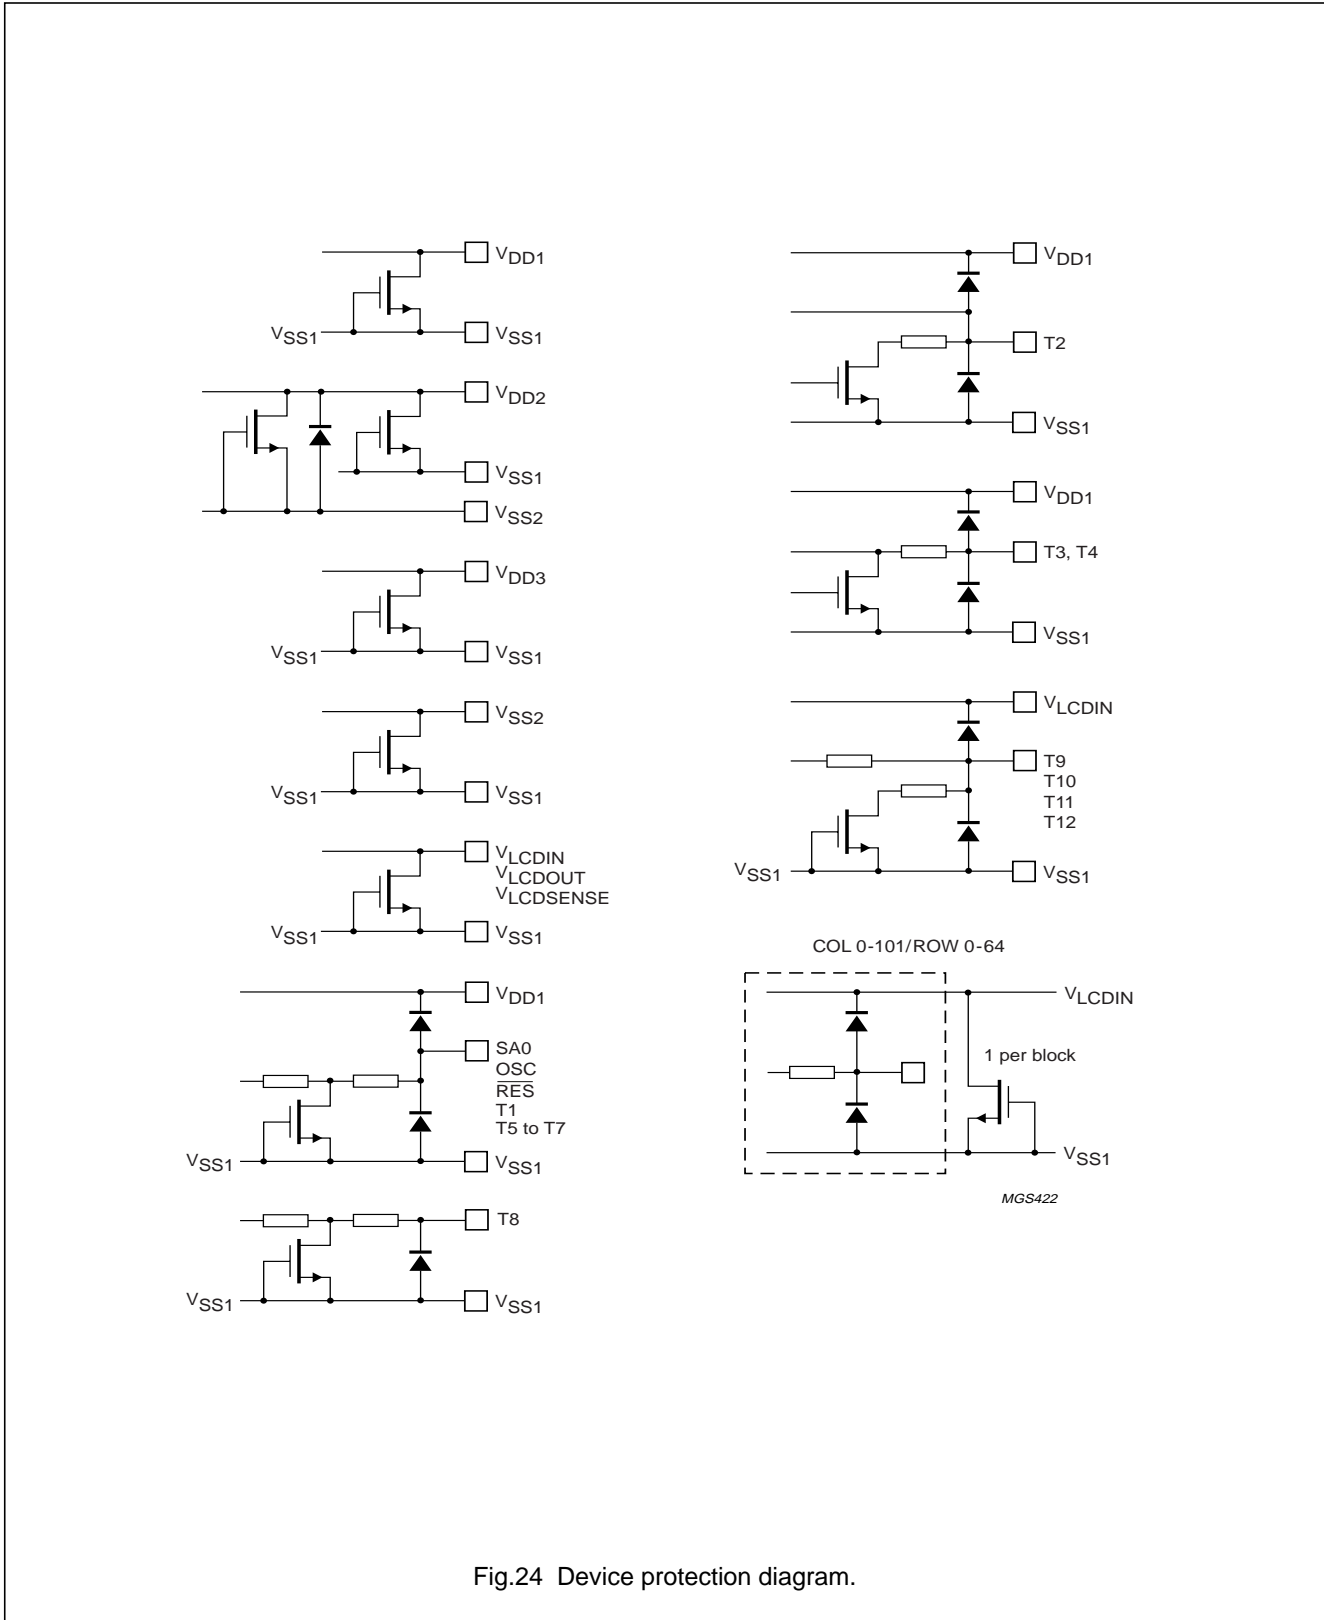 VDD1
VSS1 VSS1
VDD2
VSS1
VSS2
VDD3
VSS1 VSS1
VSS2
VSS1 VSS1
VLCDIN
VLCDOUT
VLCDSENSE
VSS1 VSS1
VDD1
SA0
OSC
RES
T1
T5 to T7
VSS1 VSS1
T8
VSS1 VSS1
VDD1
T2
VSS1
VDD1
T3, T4
VSS1
VLCDIN
T9
T10
T11
T12
VSS1 VSS1
COL 0-101/ROW 0-64
VLCDIN
1 per block
VSS1
MGS422
Fig.24 Device protection diagram.